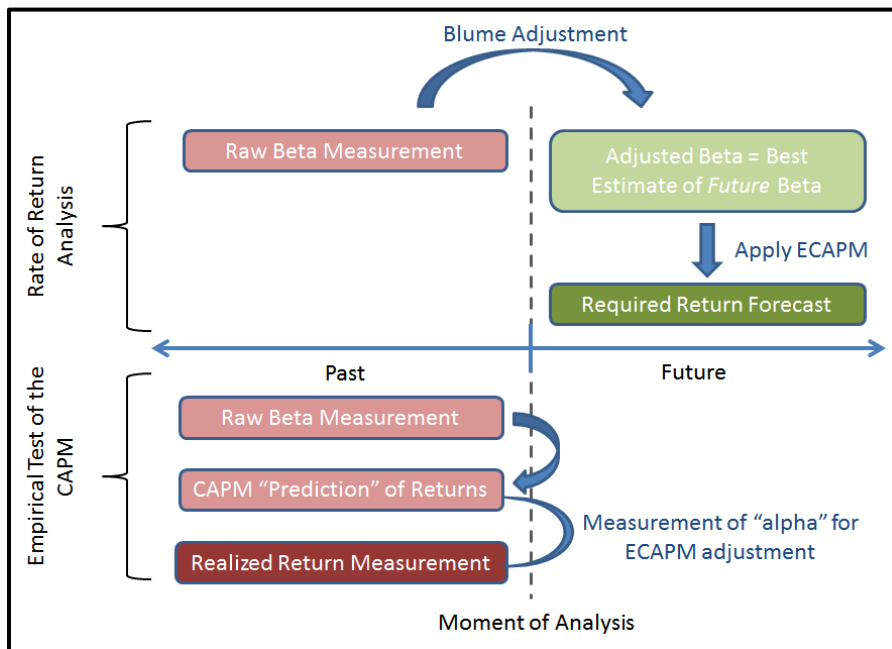 Blume Adjustment
Rate of Return
Analysis
Raw Beta Measurement
Adjusted Beta = Best
Estimate of Future Beta
Apply ECAPM
Required Return Forecast
Past
Future
Empirical Test of the
CAPM
Raw Beta Measurement
CAPM “Prediction” of Returns
Realized Return Measurement
Measurement of “alpha” for
ECAPM adjustment
Moment of Analysis